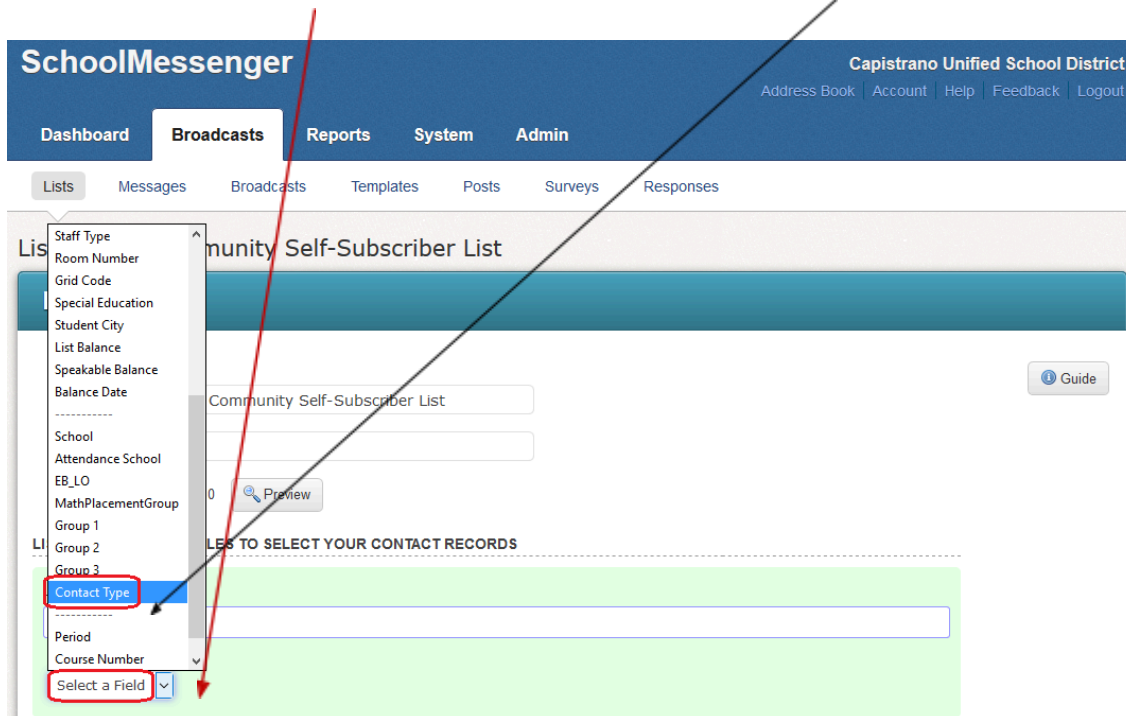 SchoolMessenger
Capistrano Unified School District
Address Book Account Help Feedback Logout
Dashboard Broadcasts Reports System Admin
Lists Messages Broadcasts Templates Posts Surveys Responses
Lis munity Self-Subscriber List
Staff Type
Room Number
Grid Code
Special Education
Student City
List Balance
Speakable Balance
Balance Date
-----------
School
Attendance School
EB_LO
MathPlacementGroup
Group 1
Group 2
Group 3
Contact Type
-----------
Period
Course Number
Guide
Community Self-Subscriber List
0 Preview
LES TO SELECT YOUR CONTACT RECORDS
Select a Field